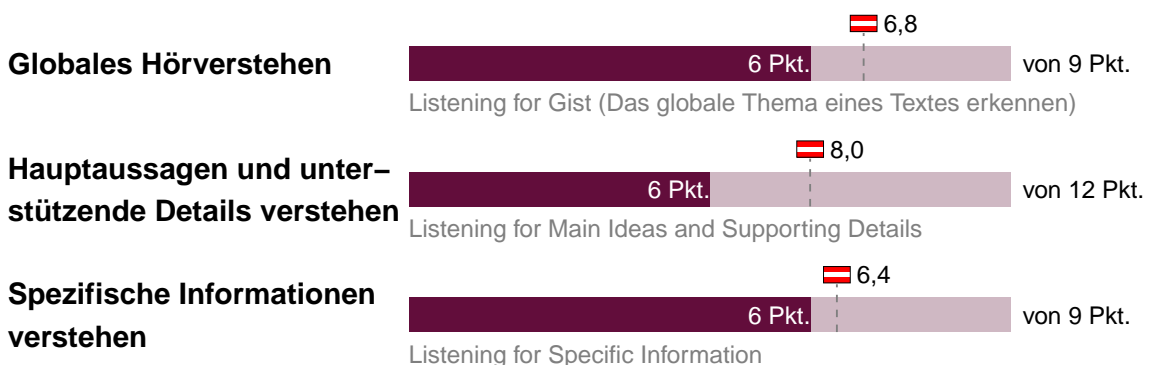 6,8
Globales Hörverstehen
6 Pkt.
von 9 Pkt.
Listening for Gist (Das globale Thema eines Textes erkennen)
8,0
Hauptaussagen und unter–
stützende Details verstehen
6 Pkt.
von 12 Pkt.
Listening for Main Ideas and Supporting Details
6,4
Spezifische Informationen
verstehen
6 Pkt.
von 9 Pkt.
Listening for Specific Information